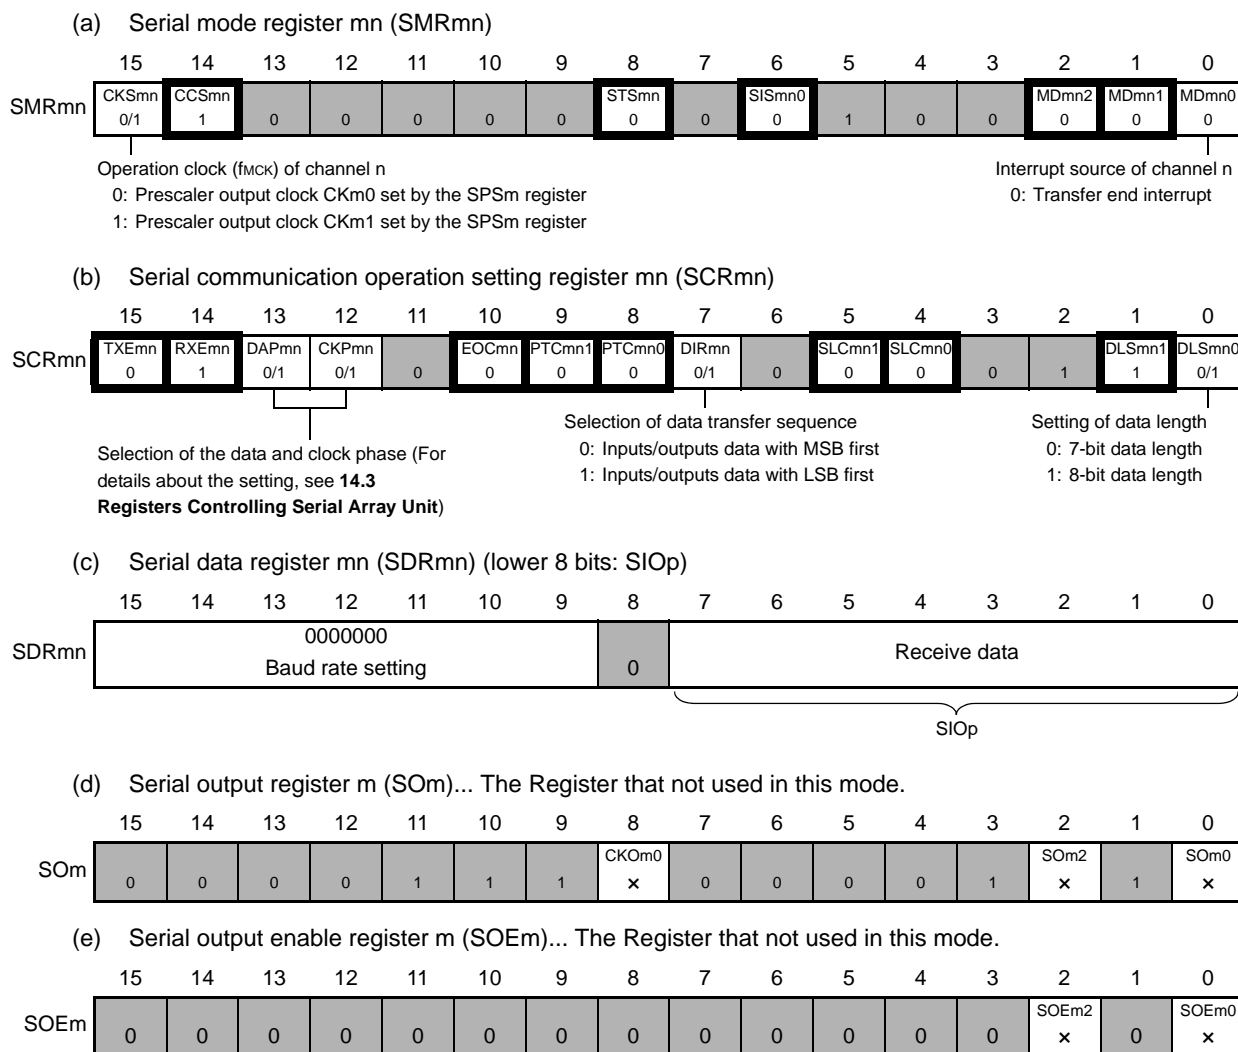 (a) Serial mode register mn (SMRmn)
15 14 13 12 11 10 9 8 7 6 5 4 3 2 1 0
SMRmn CKSmn CCSmn STSmn SISmn0 MDmn2 MDmn1 MDmn0
0/1 1 0 0 0 0 0 0 0 0 1 0 0 0 0 0
Operation clock (fMCK) of channel n
0: Prescaler output clock CKm0 set by the SPSm register
1: Prescaler output clock CKm1 set by the SPSm register
Interrupt source of channel n
0: Transfer end interrupt
(b) Serial communication operation setting register mn (SCRmn)
15 14 13 12 11 10 9 8 7 6 5 4 3 2 1 0
SCRmn TXEmn RXEmn DAPmn CKPmn EOCmn PTCmn1 PTCmn0 DIRmn SLCmn1 SLCmn0 DLSmn1 DLSmn0
0 1 0/1 0/1 0 0 0 0 0/1 0 0 0 0 1 1 0/1
Selection of the data and clock phase (For
details about the setting, see 14.3
Registers Controlling Serial Array Unit)
Selection of data transfer sequence
0: Inputs/outputs data with MSB first
1: Inputs/outputs data with LSB first
Setting of data length
0: 7-bit data length
1: 8-bit data length
(c) Serial data register mn (SDRmn) (lower 8 bits: SIOp)
15 14 13 12 11 10 9 8 7 6 5 4 3 2 1 0
SDRmn
0000000
Baud rate setting
0
Receive data
SIOp
(d) Serial output register m (SOm)... The Register that not used in this mode.
15 14 13 12 11 10 9 8 7 6 5 4 3 2 1 0
SOm CKOm0 SOm2 SOm0
0 0 0 0 1 1 1 × 0 0 0 0 1 × 1 ×
(e) Serial output enable register m (SOEm)... The Register that not used in this mode.
15 14 13 12 11 10 9 8 7 6 5 4 3 2 1 0
SOEm SOEm2 SOEm0
0 0 0 0 0 0 0 0 0 0 0 0 0 × 0 ×